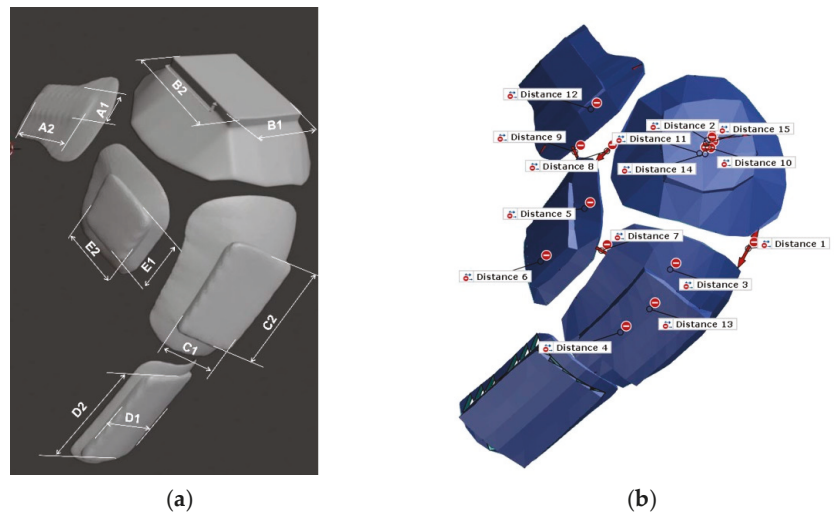 B2
B1
A1
A2
E2
E1
C2
C1
D2
D1
Distance 12
Distance 9
Distance 2
Distance 15
Distance 11
Distance 8
Distance 10
Distance 14
Distance 5
Distance 7
Distance 1
Distance 6
Distance 3
Distance 13
Distance 4
(a)
(b)